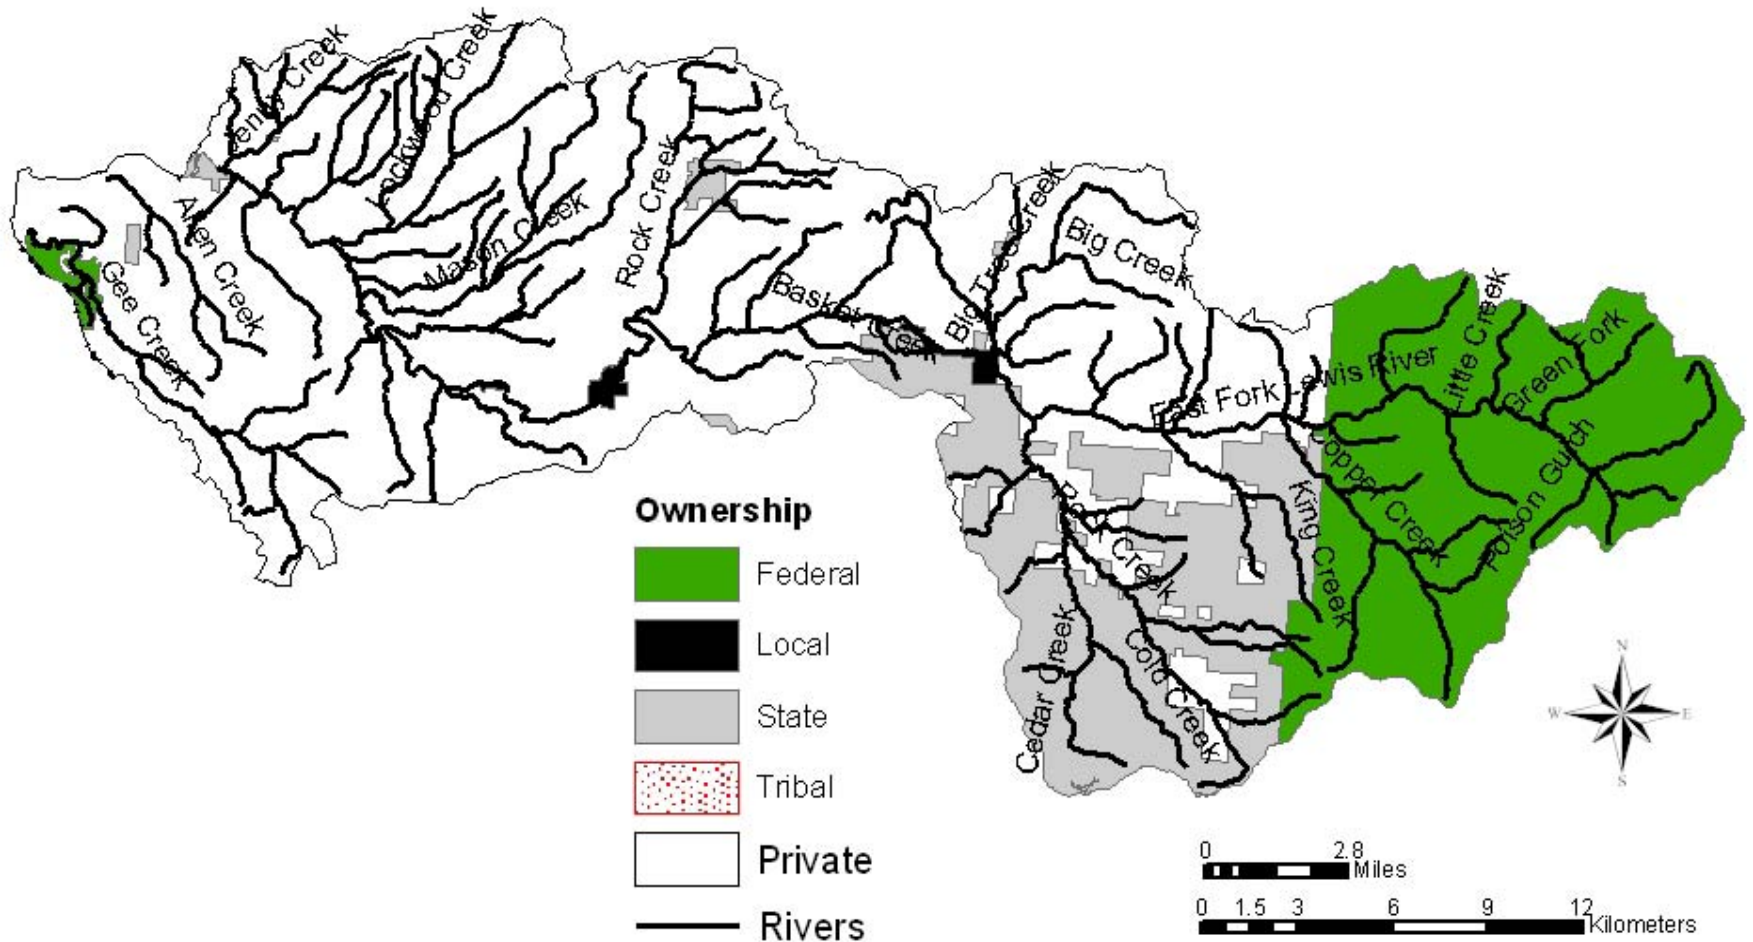 Creek
Lockwood Creek
Allen Creek
Gee Creek
Mason Creek
Rock Creek
Basket Creek
Big Tree Creek
Big Creek
East Fork Lewis River
Little Creek
Green Fork
Copper Creek
Poison Gulch
King Creek
Rock Creek
Cold Creek
Cedar Creek
Ownership
Federal
Local
State
Tribal
Private
Rivers
N
W E
S
0 2.8
Miles
0 1.5 3 6 9 12
Kilometers